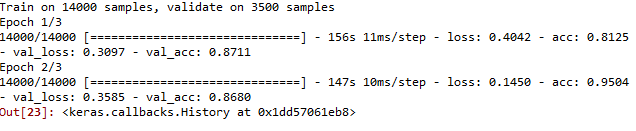 Train on 14000 samples, validate on 3500 samples
Epoch 1/3
14000/14000 [==============================] - 156s 11ms/step - loss: 0.4042 - acc: 0.8125
- val_loss: 0.3097 - val_acc: 0.8711
Epoch 2/3
14000/14000 [==============================] - 147s 10ms/step - loss: 0.1450 - acc: 0.9504
- val_loss: 0.3585 - val_acc: 0.8680
Out[23]: <keras.callbacks.History at 0x1dd57061eb8>